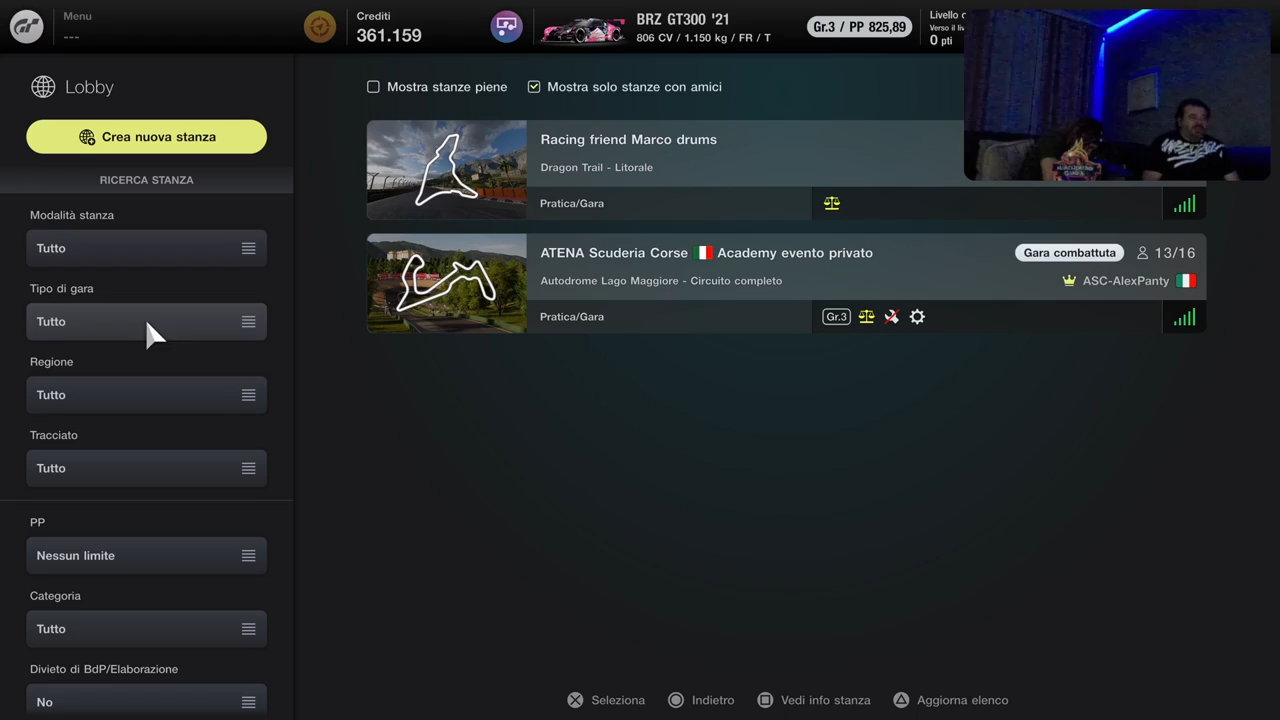 Menu
---
Crediti
361.159
BRZ GT300 '21
806 CV / 1.150 kg / FR / T
Gr.3 / PP 825,89
Livello
Verso il
0 pti
Lobby
Crea nuova stanza
RICERCA STANZA
Modalità stanza
Tutto
Tipo di gara
Tutto
Regione
Tutto
Tracciato
Tutto
PP
Nessun limite
Categoria
Tutto
Divieto di BdP/Elaborazione
No
Mostra stanze piene
Mostra solo stanze con amici
Racing friend Marco drums
Dragon Trail - Litorale
Pratica/Gara
ATENA Scuderia Corse Academy evento privato
Gara combattuta
13/16
Autodrome Lago Maggiore - Circuito completo
ASC-AlexPanty
Pratica/Gara
Gr.3
Seleziona
Indietro
Vedi info stanza
Aggiorna elenco